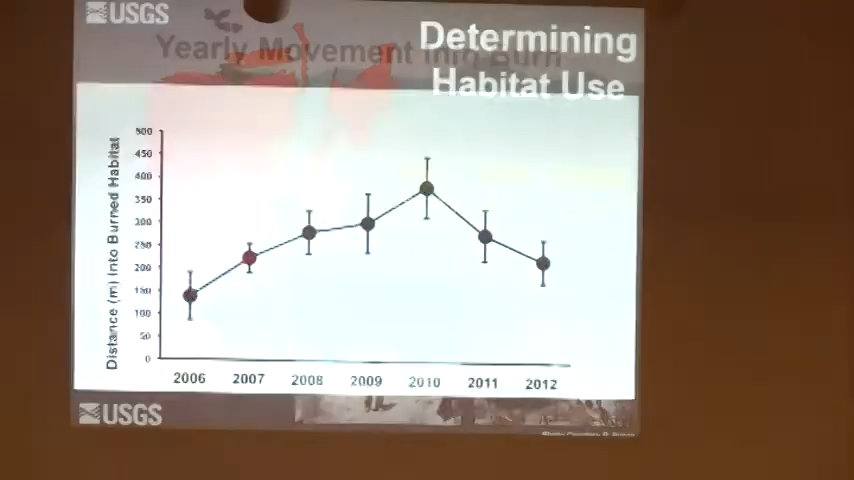 USGS
Determining
Yearly Movement Into Burn
Habitat Use
Distance (m) Into Burned Habitat
500
450
400
350
300
250
200
150
100
50
0
2006 2007 2008 2009 2010 2011 2012
USGS